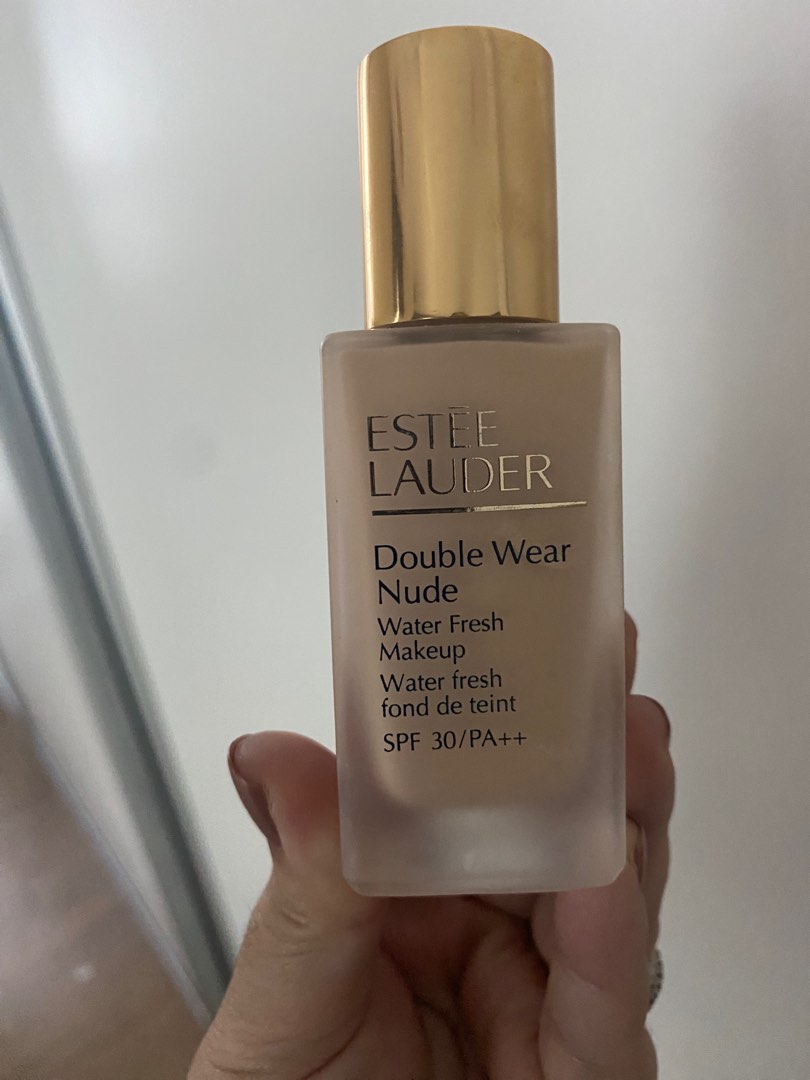 ESTĒE
LAUDER
Double Wear
Nude
Water Fresh
Makeup
Water fresh
fond de teint
SPF 30/PA++